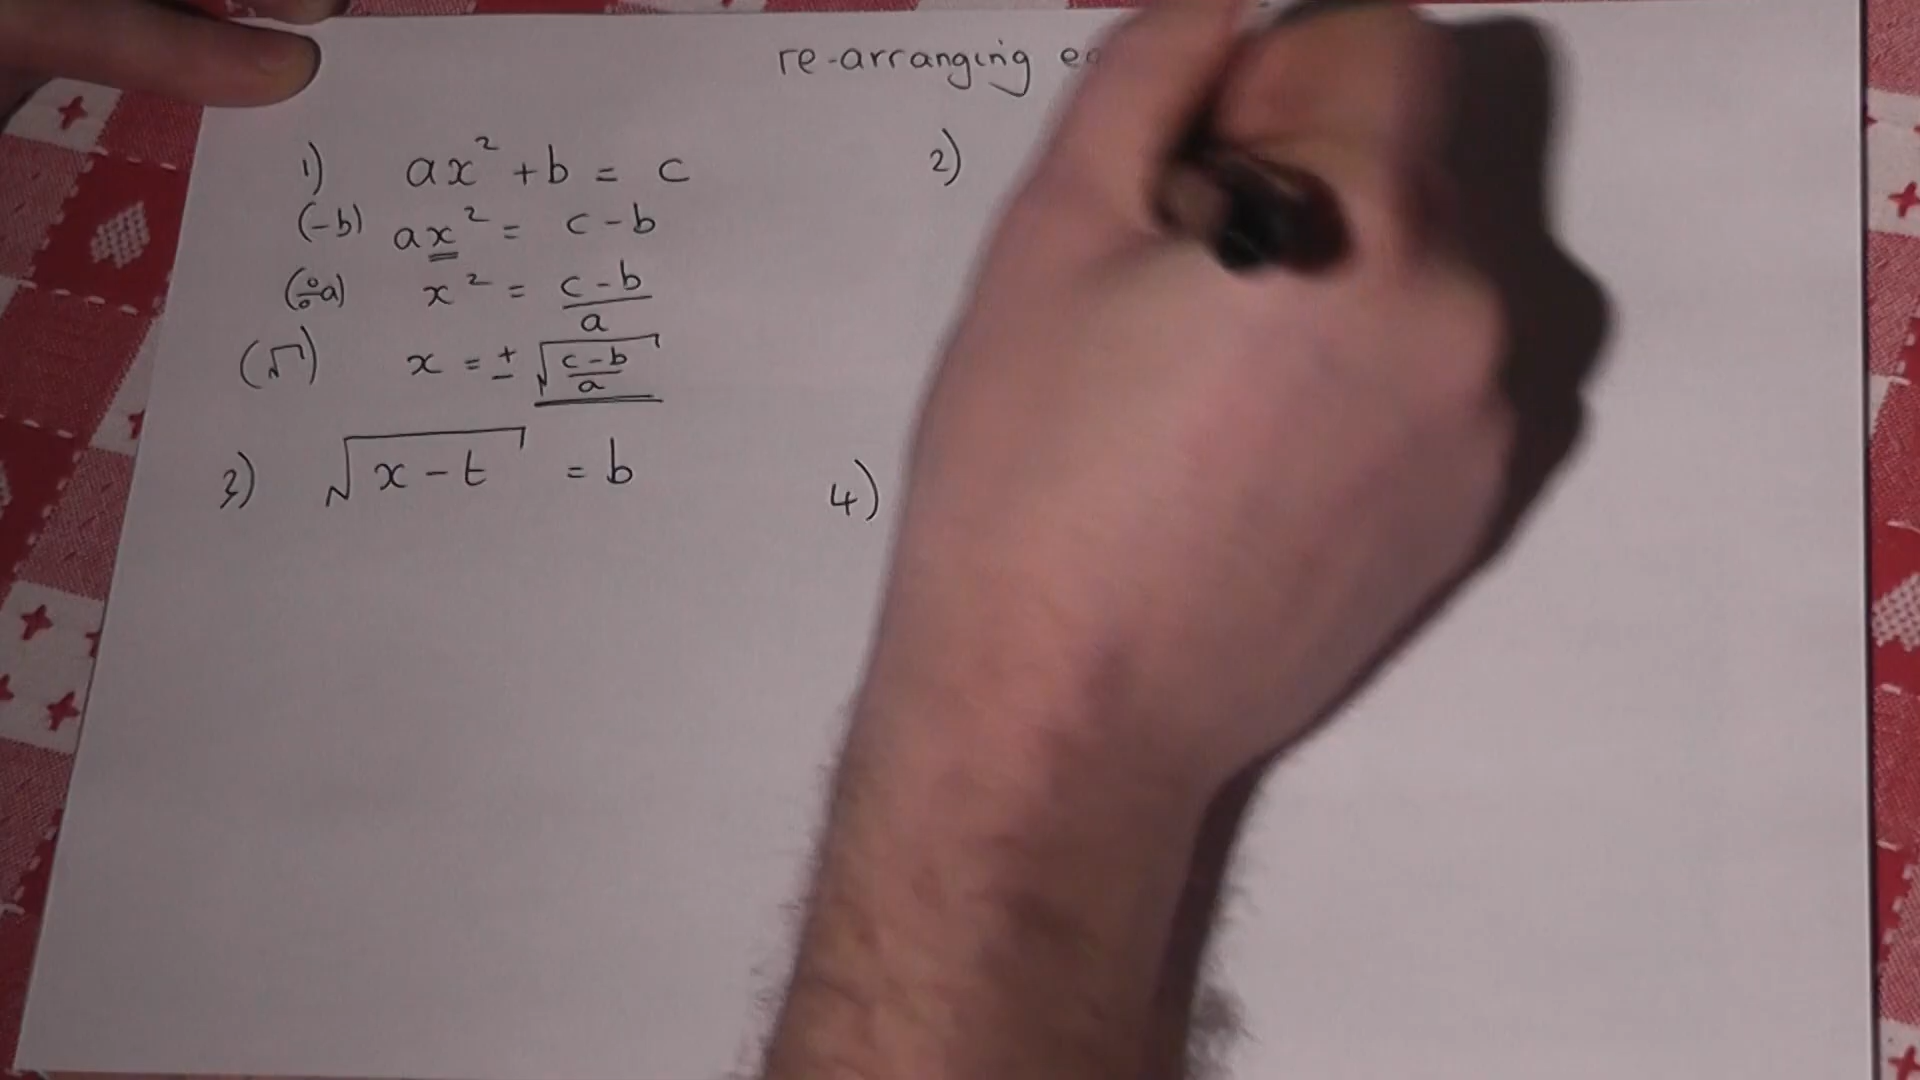 re-arranging
1) ax² + b = c
(-b) ax² = c - b
(÷a) x² = c - b / a
(√) x = ± √(c - b / a)
2)
3) √(x - t) = b
4)